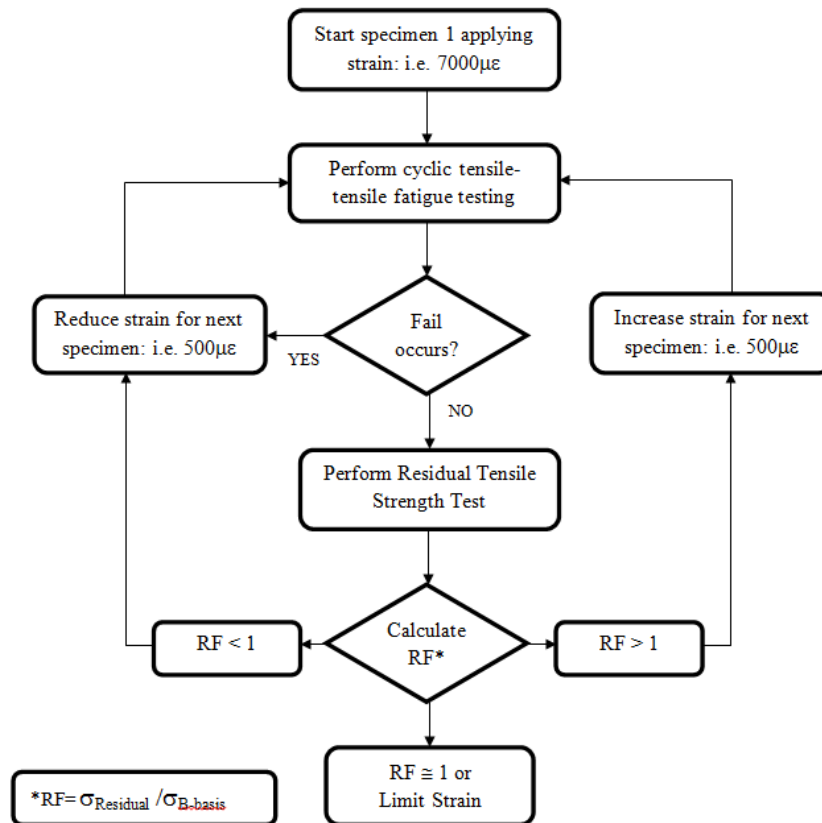 Start specimen 1 applying
strain: i.e. 7000με
Perform cyclic tensile-
tensile fatigue testing
Reduce strain for next
specimen: i.e. 500με
Fail
occurs?
Increase strain for next
specimen: i.e. 500με
YES
NO
Perform Residual Tensile
Strength Test
RF < 1
Calculate
RF*
RF > 1
RF ≅ 1 or
Limit Strain
*RF= σResidual /σB-basis